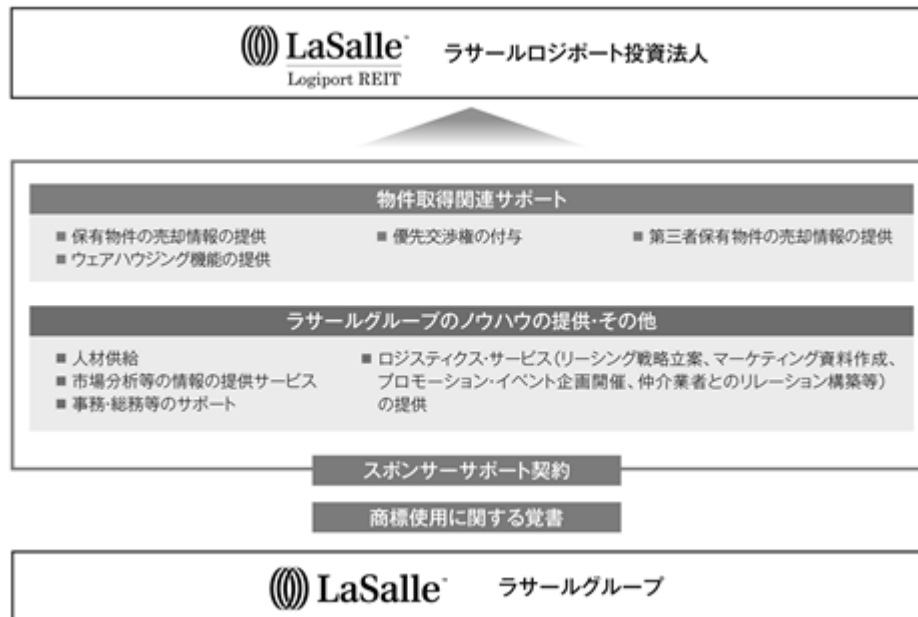 LaSalle
Logiport REIT
ラサールロジポート投資法人
物件取得関連サポート
■ 保有物件の売却情報の提供
■ ウェアハウジング機能の提供
■ 優先交渉権の付与
■ 第三者保有物件の売却情報の提供
ラサールグループのノウハウの提供・その他
■ 人材供給
■ 市場分析等の情報の提供サービス
■ 事務・総務等のサポート
■ ロジスティクス・サービス(リーシング戦略立案、マーケティング資料作成、
プロモーション・イベント企画開催、仲介業者とのリレーション構築等)
の提供
スポンサーサポート契約
商標使用に関する覚書
LaSalle
ラサールグループ